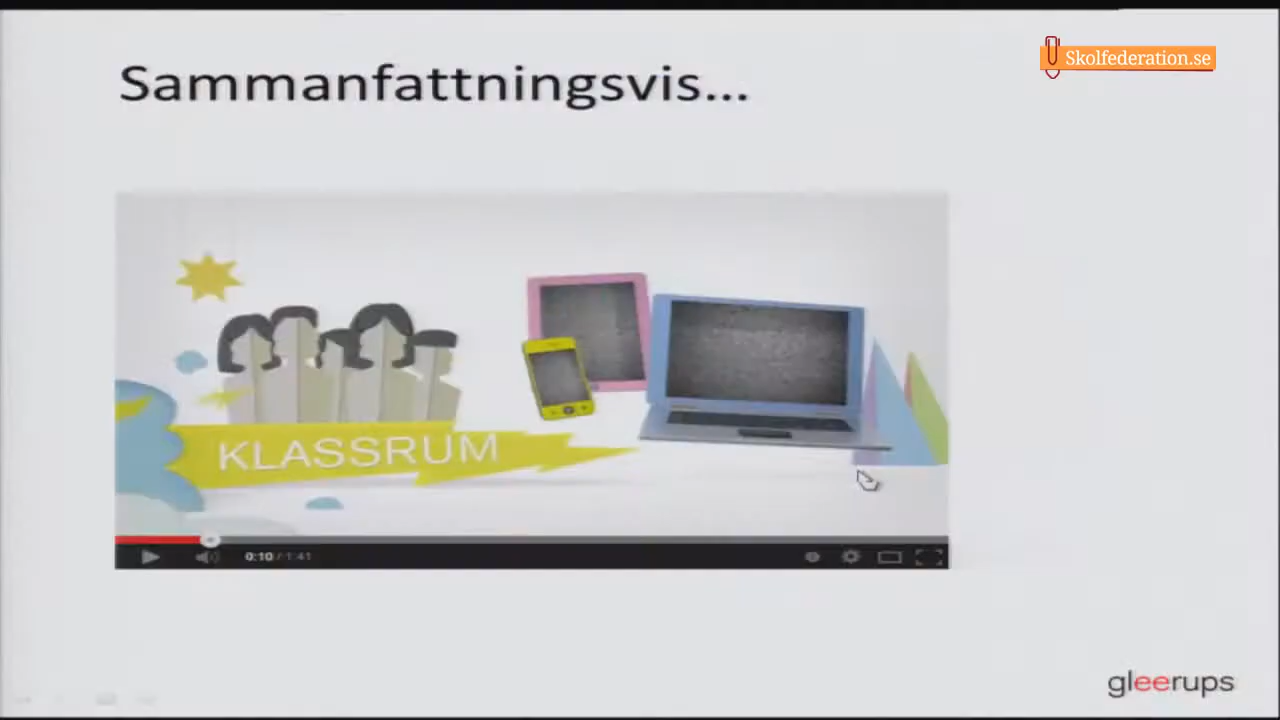 Sammanfattningsvis...
Skolfederation.se
KLASSRUM
0:10 / 1:41
gleerups